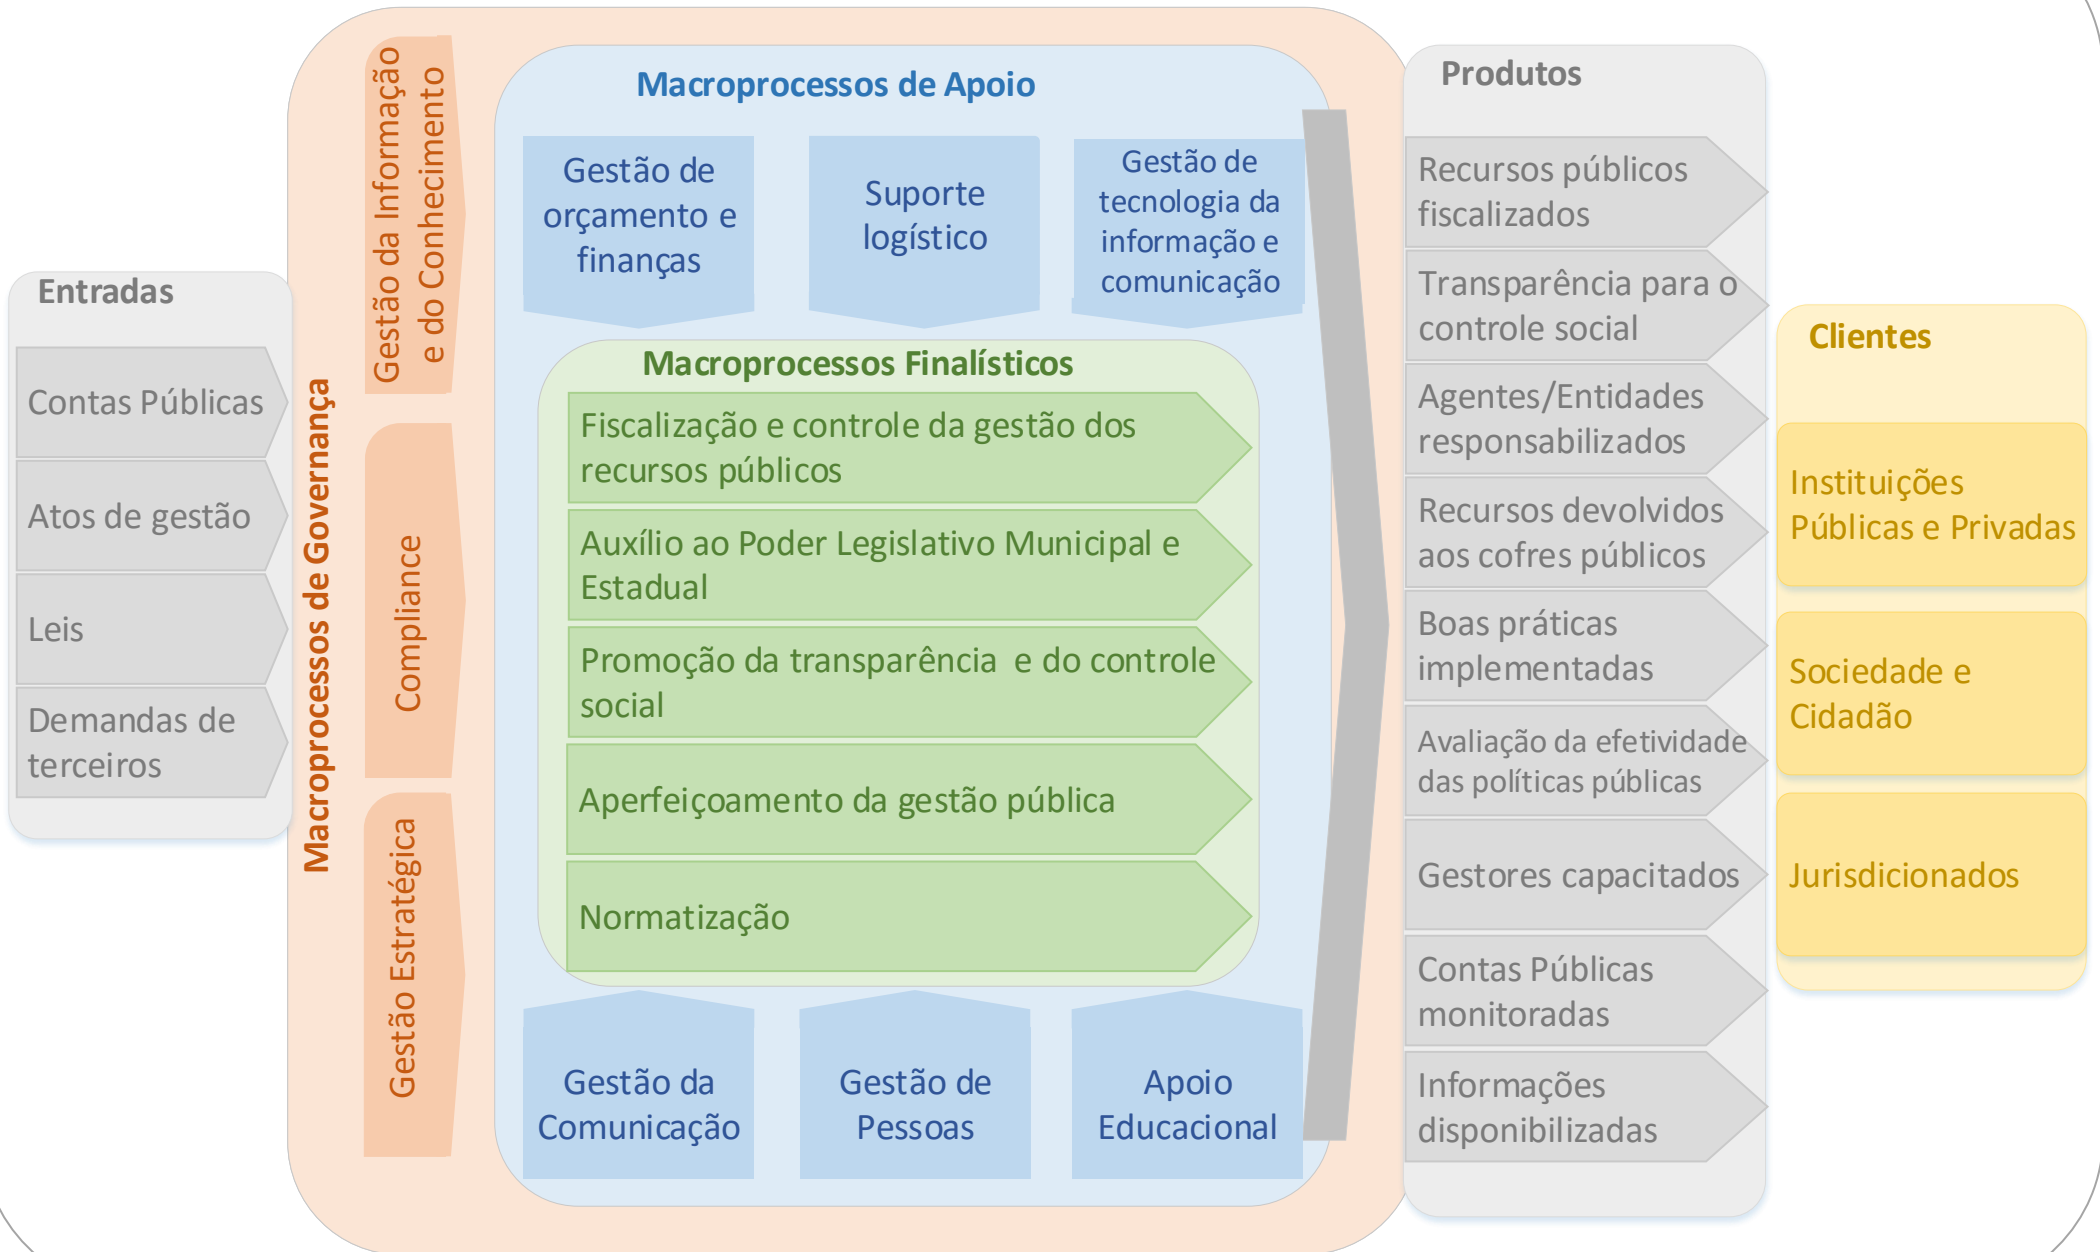 Entradas
Contas Públicas
Atos de gestão
Leis
Demandas de
terceiros
Macroprocessos de Governança
Gestão da Informação
e do Conhecimento
Compliance
Gestão Estratégica
Macroprocessos de Apoio
Gestão de
orçamento e
finanças
Suporte
logístico
Gestão de
tecnologia da
informação e
comunicação
Macroprocessos Finalísticos
Fiscalização e controle da gestão dos
recursos públicos
Auxílio ao Poder Legislativo Municipal e
Estadual
Promoção da transparência e do controle
social
Aperfeiçoamento da gestão pública
Normatização
Gestão da
Comunicação
Gestão de
Pessoas
Apoio
Educacional
Produtos
Recursos públicos
fiscalizados
Transparência para o
controle social
Agentes/Entidades
responsabilizados
Recursos devolvidos
aos cofres públicos
Boas práticas
implementadas
Avaliação da efetividade
das políticas públicas
Gestores capacitados
Contas Públicas
monitoradas
Informações
disponibilizadas
Clientes
Instituições
Públicas e Privadas
Sociedade e
Cidadão
Jurisdicionados